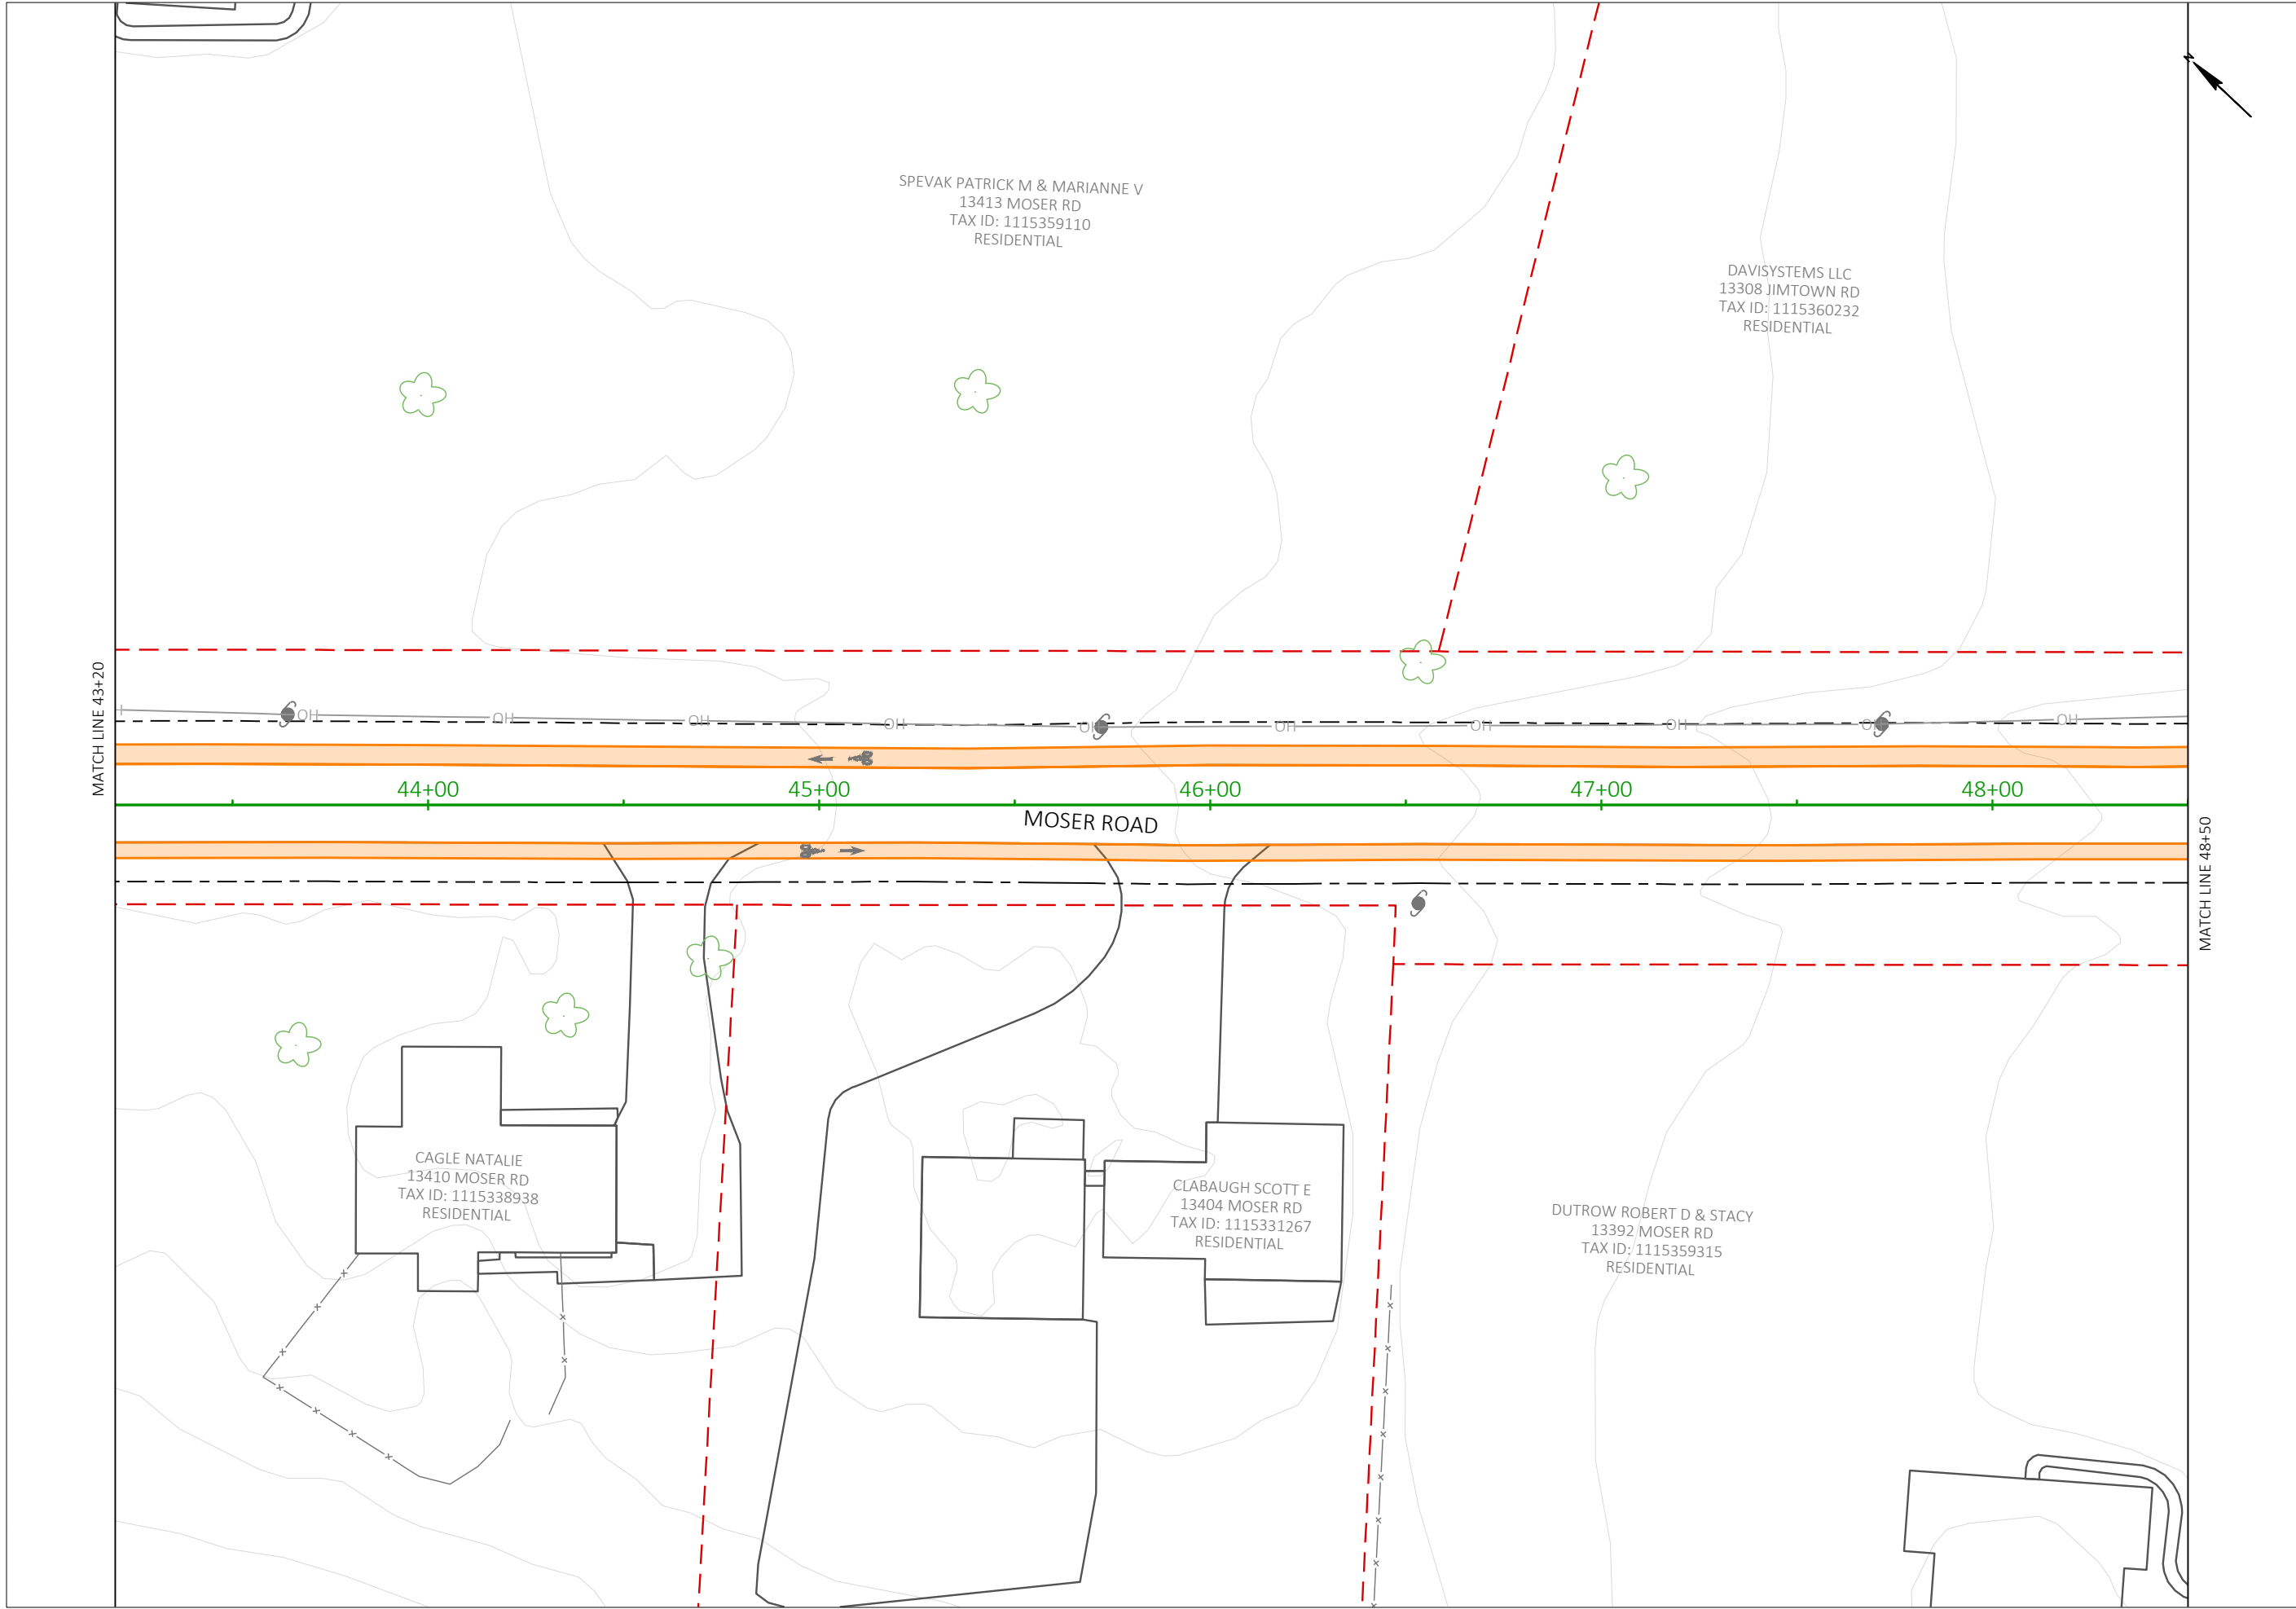 N
SPEVAK PATRICK M & MARIANNE V
13413 MOSER RD
TAX ID: 1115359110
RESIDENTIAL
DAVISYSTEMS LLC
13308 JIMTOWN RD
TAX ID: 1115360232
RESIDENTIAL
MATCH LINE 43+20
H
OH
OH
OH
OH
OH
OH
OH
OH
OH
OH
44+00
45+00
46+00
47+00
48+00
MOSER ROAD
MATCH LINE 48+50
CAGLE NATALIE
13410 MOSER RD
TAX ID: 1115338938
RESIDENTIAL
CLABAUGH SCOTT E
13404 MOSER RD
TAX ID: 1115331267
RESIDENTIAL
DUTROW ROBERT D & STACY
13392 MOSER RD
TAX ID: 1115359315
RESIDENTIAL